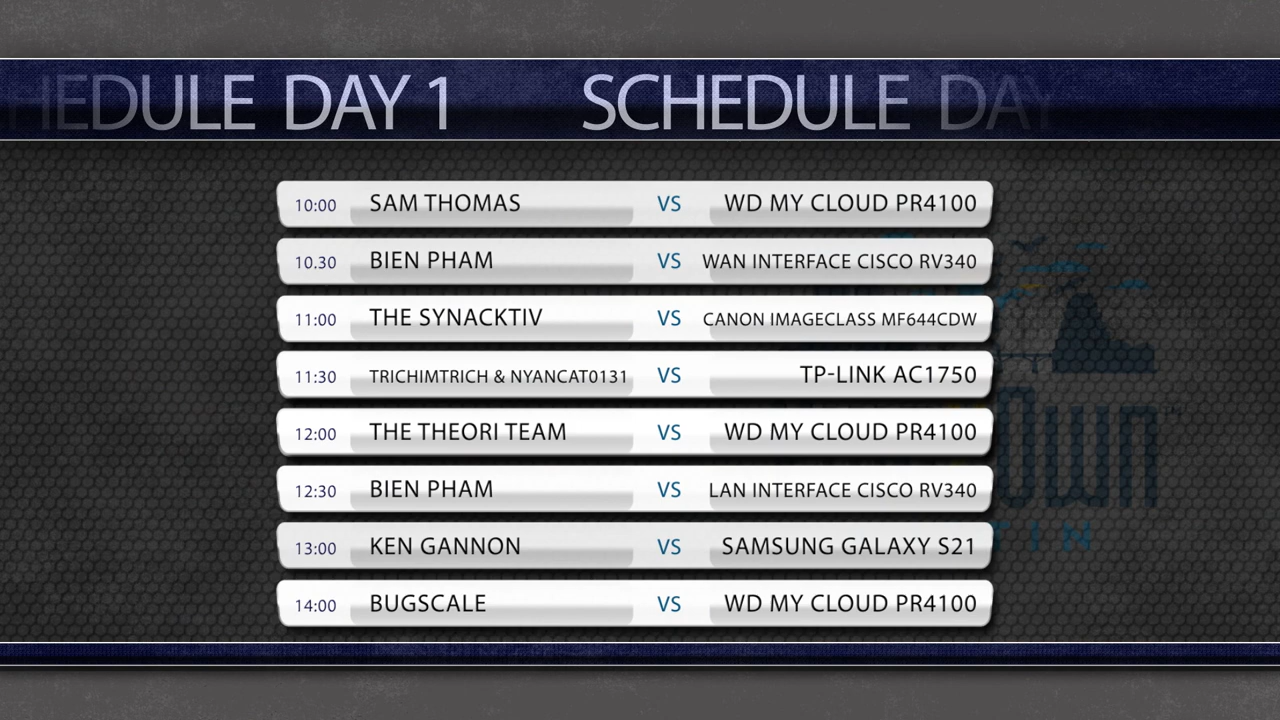 HEDULE DAY 1 SCHEDULE DAY
10:00 SAM THOMAS VS WD MY CLOUD PR4100
10.30 BIEN PHAM VS WAN INTERFACE CISCO RV340
11:00 THE SYNACKTIV VS CANON IMAGECLASS MF644CDW
11:30 TRICHIMTRICH & NYANCAT0131 VS TP-LINK AC1750
12:00 THE THEORI TEAM VS WD MY CLOUD PR4100
12:30 BIEN PHAM VS LAN INTERFACE CISCO RV340
13:00 KEN GANNON VS SAMSUNG GALAXY S21
14:00 BUGSCALE VS WD MY CLOUD PR4100